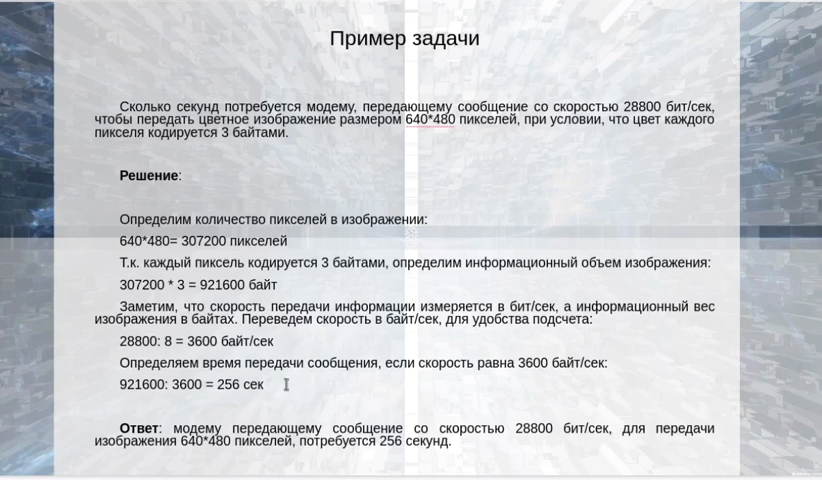 Пример задачи
Сколько секунд потребуется модему, передающему сообщение со скоростью 28800 бит/сек,
чтобы передать цветное изображение размером 640*480 пикселей, при условии, что цвет каждого
пикселя кодируется 3 байтами.
Решение:
Определим количество пикселей в изображении:
640*480= 307200 пикселей
Т.к. каждый пиксель кодируется 3 байтами, определим информационный объем изображения:
307200 * 3 = 921600 байт
Заметим, что скорость передачи информации измеряется в бит/сек, а информационный вес
изображения в байтах. Переведем скорость в байт/сек, для удобства подсчета:
28800: 8 = 3600 байт/сек
Определяем время передачи сообщения, если скорость равна 3600 байт/сек:
921600: 3600 = 256 сек
Ответ: модему передающему сообщение со скоростью 28800 бит/сек, для передачи
изображения 640*480 пикселей, потребуется 256 секунд.